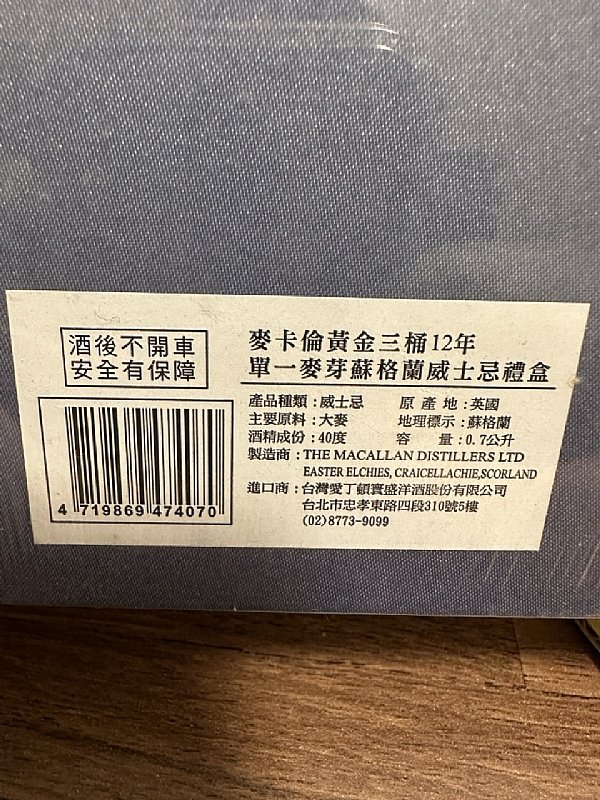 酒後不開車
安全有保障
麥卡倫黃金三桶12年
單一麥芽蘇格蘭威士忌禮盒
產品種類：威士忌 原產地：英國
主要原料：大麥 地理標示：蘇格蘭
酒精成份：40度 容量：0.7公升
製造商：THE MACALLAN DISTILLERS LTD
EASTER ELCHIES, CRAICELLACHIE,SCORLAND
進口商：台灣愛丁頓寰盛洋酒股份有限公司
台北市忠孝東路四段310號5樓
(02)8773-9099
4 719869 474070